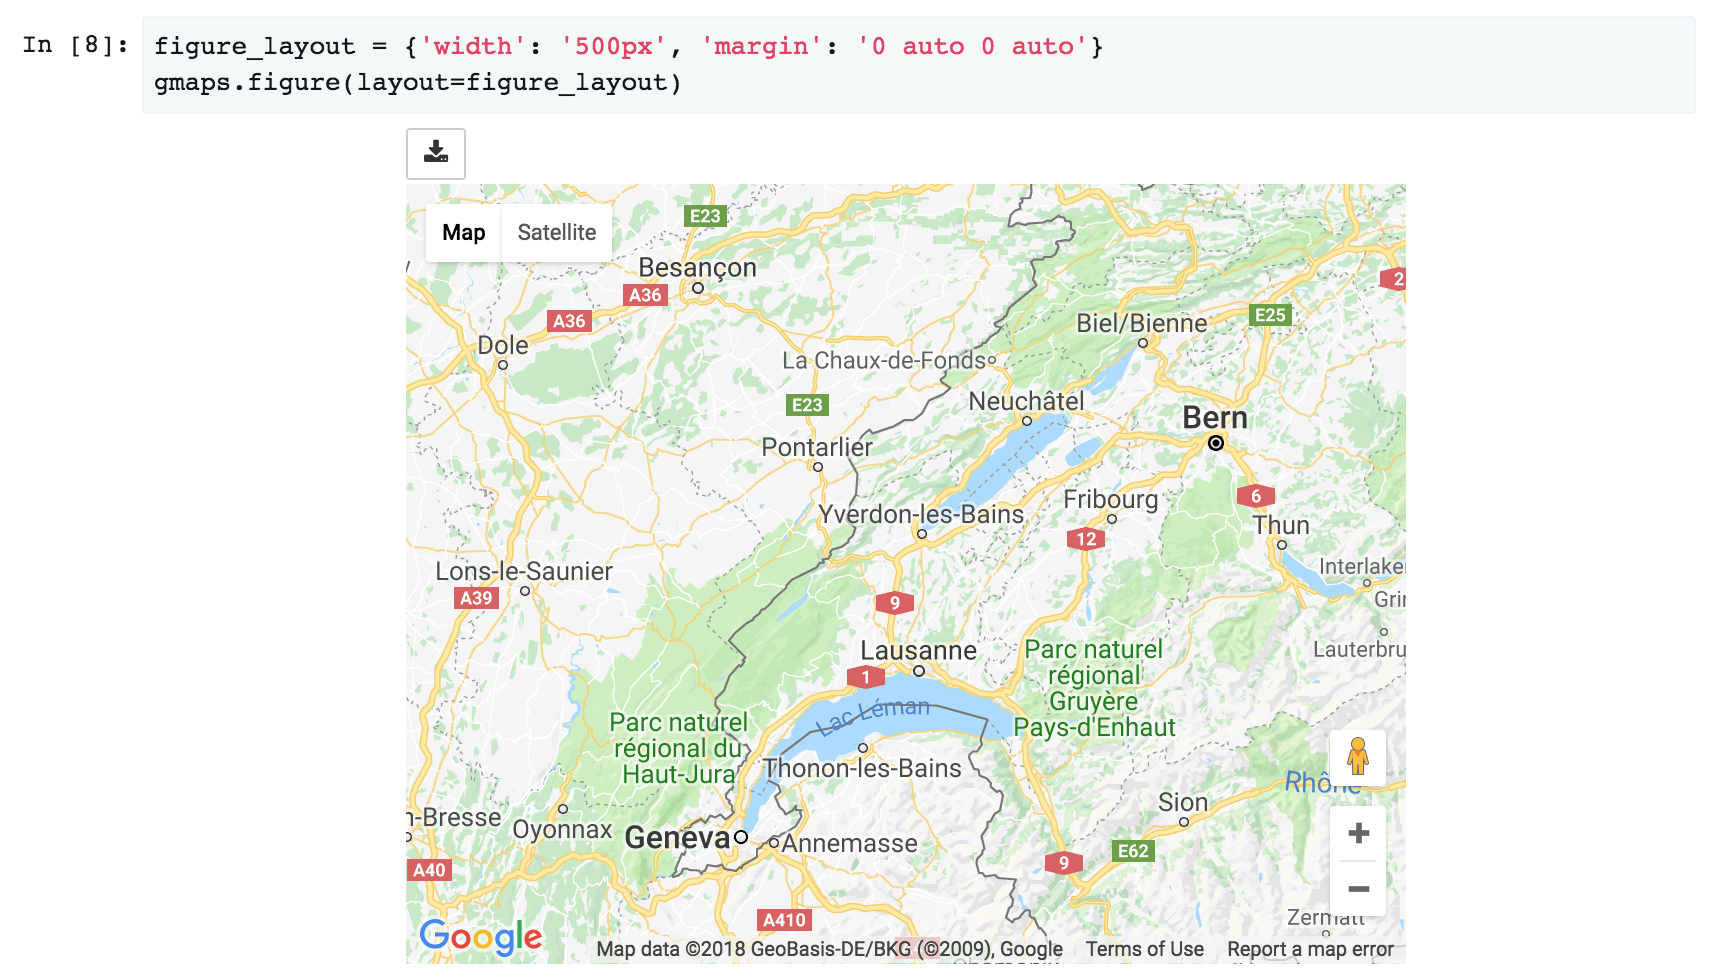 In [8]:
figure_layout = {'width': '500px', 'margin': '0 auto 0 auto'}
gmaps.figure(layout=figure_layout)
Map Satellite
E23
Besançon
A36
A36
2
E25
Biel/Bienne
Dole
La Chaux-de-Fonds
E23
Neuchâtel
Bern
Pontarlier
6
Fribourg
Yverdon-les-Bains
Thun
12
Interlake
Lons-le-Saunier
A39
9
Gri
Lausanne
Parc naturel
régional
Gruyère
Pays-d'Enhaut
Lauterbru
1
Lac Léman
Parc naturel
régional du
Haut-Jura
Thonon-les-Bains
Rhône
Sion
n-Bresse
Oyonnax
Geneva
Annemasse
E62
9
A40
A410
Zermatt
Google
Map data ©2018 GeoBasis-DE/BKG (©2009), Google Terms of Use Report a map error